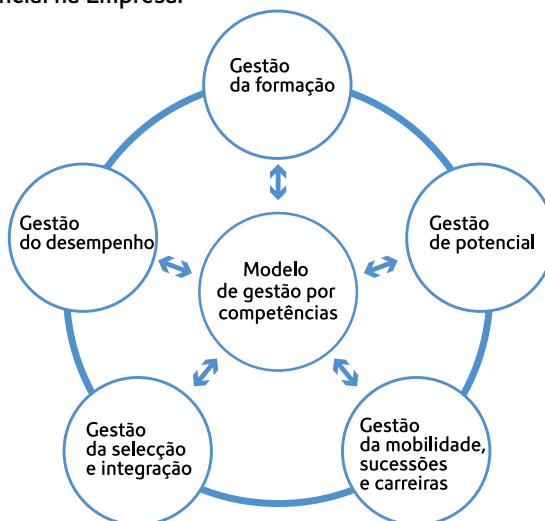 Empresa.
Gestão
da formação
Gestão
do desempenho
Gestão
de potencial
Modelo
de gestão por
competências
Gestão
da selecção
e integração
Gestão
da mobilidade,
sucessões
e carreiras